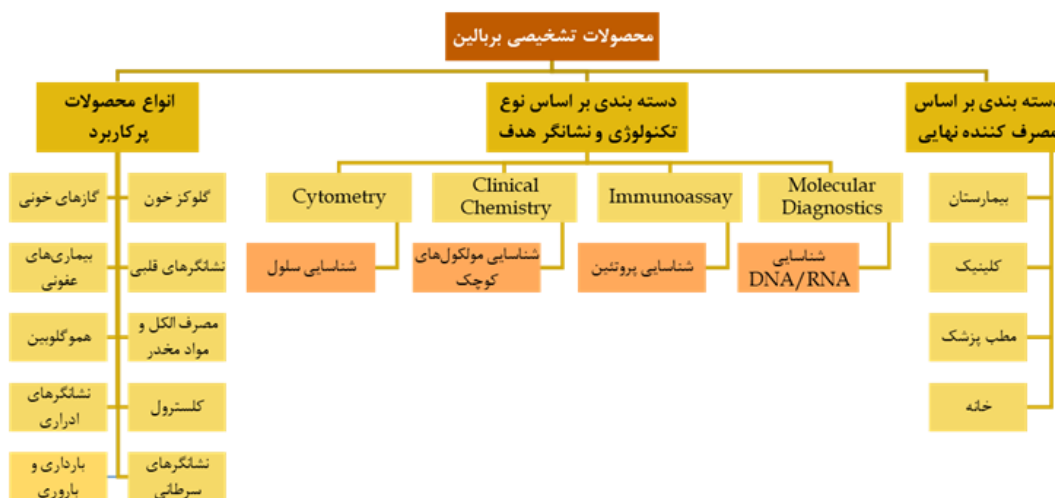 محصولات تشخیصی بربالین
دسته بندی بر اساس
مصرف کننده نهایی
بیمارستان
کلینیک
مطب پزشک
خانه
دسته بندی بر اساس نوع
تکنولوژی و نشانگر هدف
Molecular
Diagnostics
شناسایی
DNA/RNA
Immunoassay
شناسایی پروتئین
Clinical
Chemistry
شناسایی مولکول‌های
کوچک
Cytometry
شناسایی سلول
انواع محصولات
پرکاربرد
گلوکز خون
گازهای خونی
نشانگرهای قلبی
بیماری‌های
عفونی
مصرف الکل و
مواد مخدر
هموگلوبین
کلسترول
نشانگرهای
ادراری
نشانگرهای
سرطانی
بارداری و
باروری